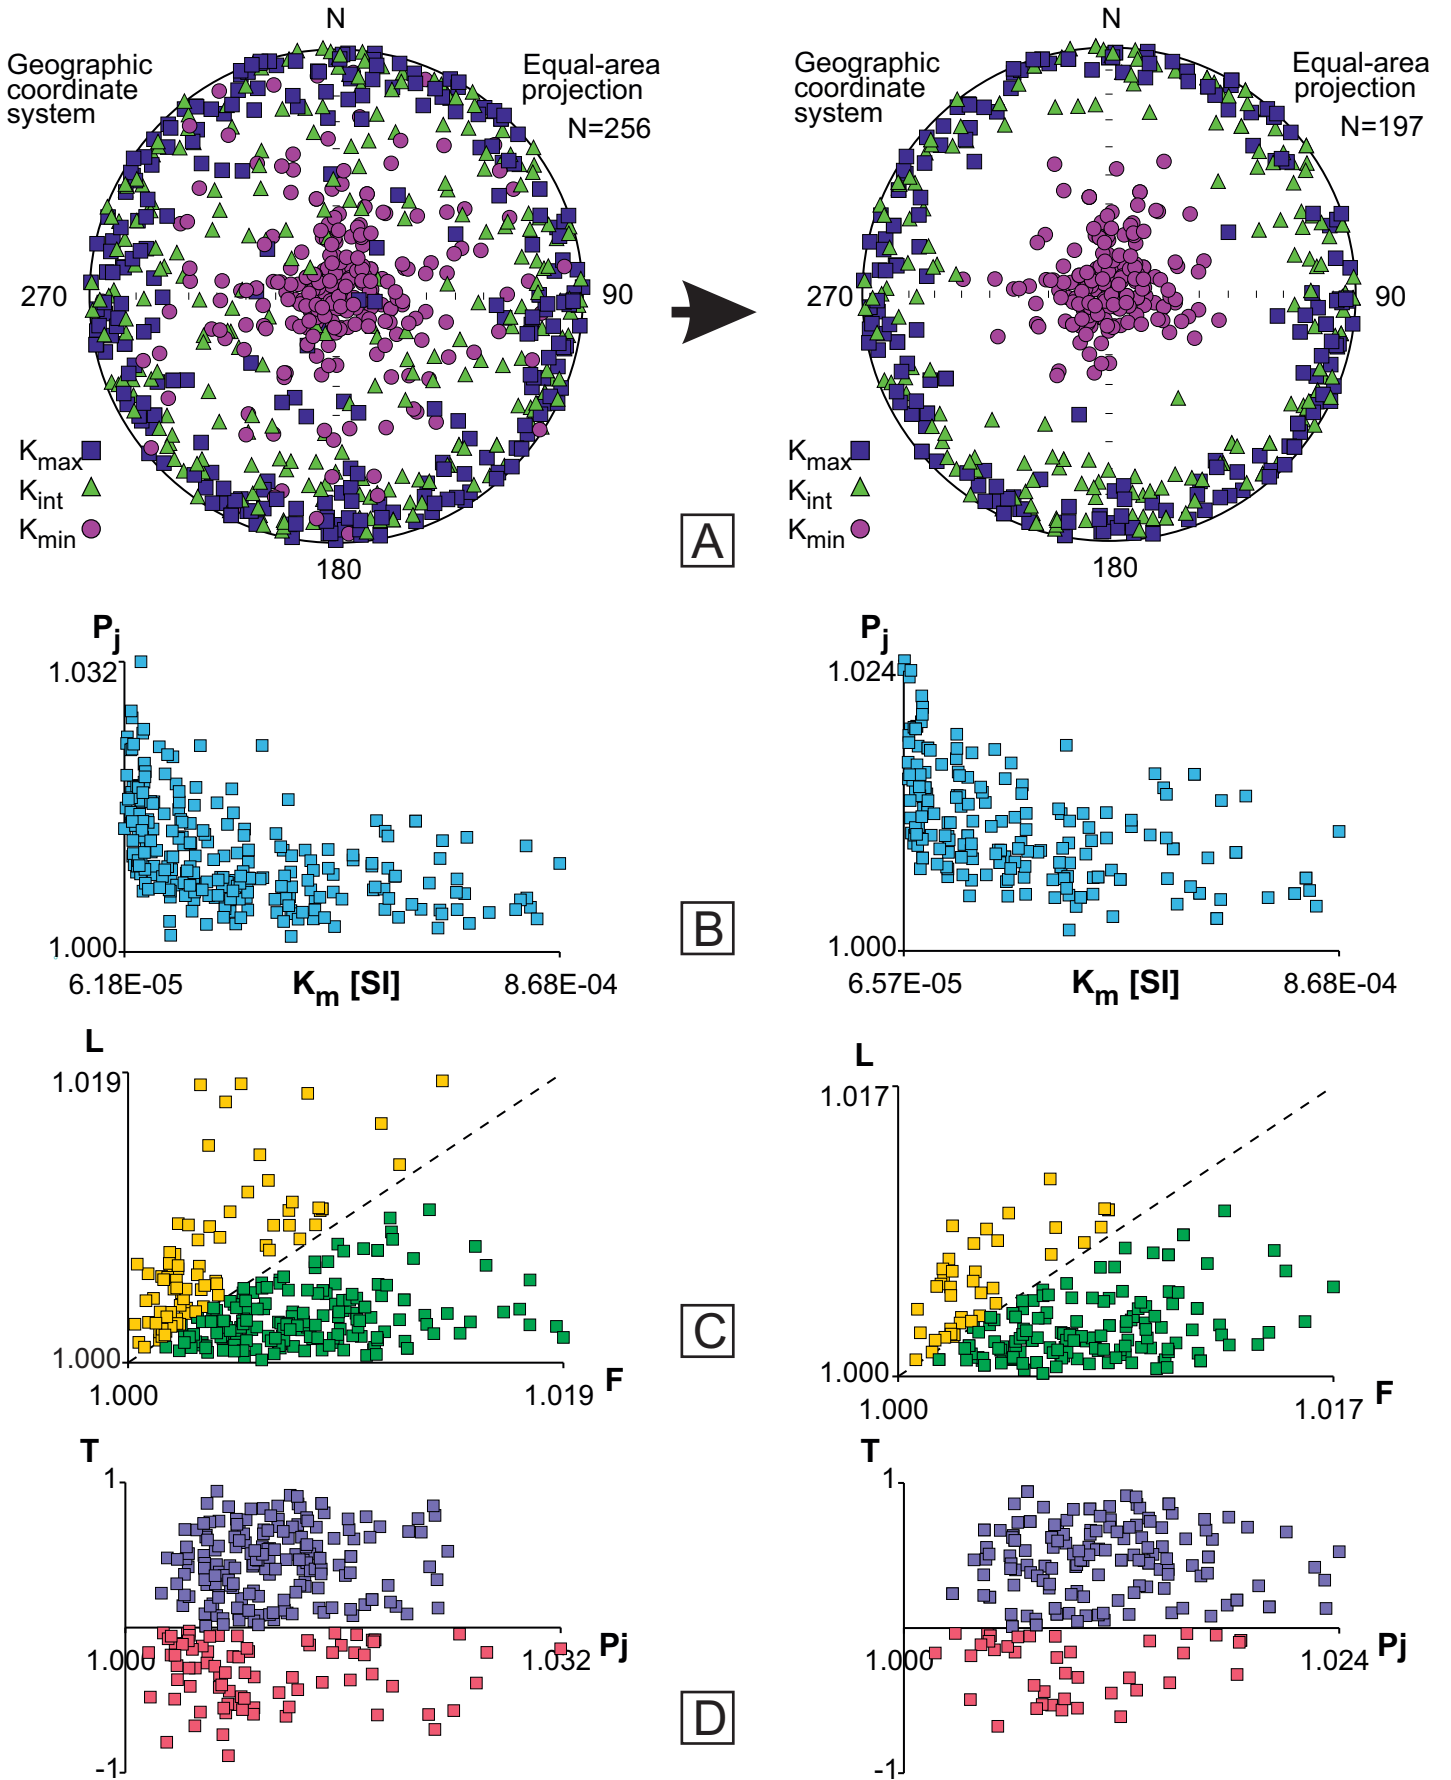 N
Geographic
coordinate
system
Equal-area
projection
N=256
270
90
180
Kmax
Kint
Kmin
N
Geographic
coordinate
system
Equal-area
projection
N=197
270
90
180
Kmax
Kint
Kmin
A
Pj
1.032
1.000
6.18E-05
Km [SI]
8.68E-04
Pj
1.024
1.000
6.57E-05
Km [SI]
8.68E-04
B
L
1.019
1.000
1.000
1.019
F
L
1.017
1.000
1.000
1.017
F
C
T
1
1.000
1.032
Pj
-1
T
1
1.000
1.024
Pj
-1
D